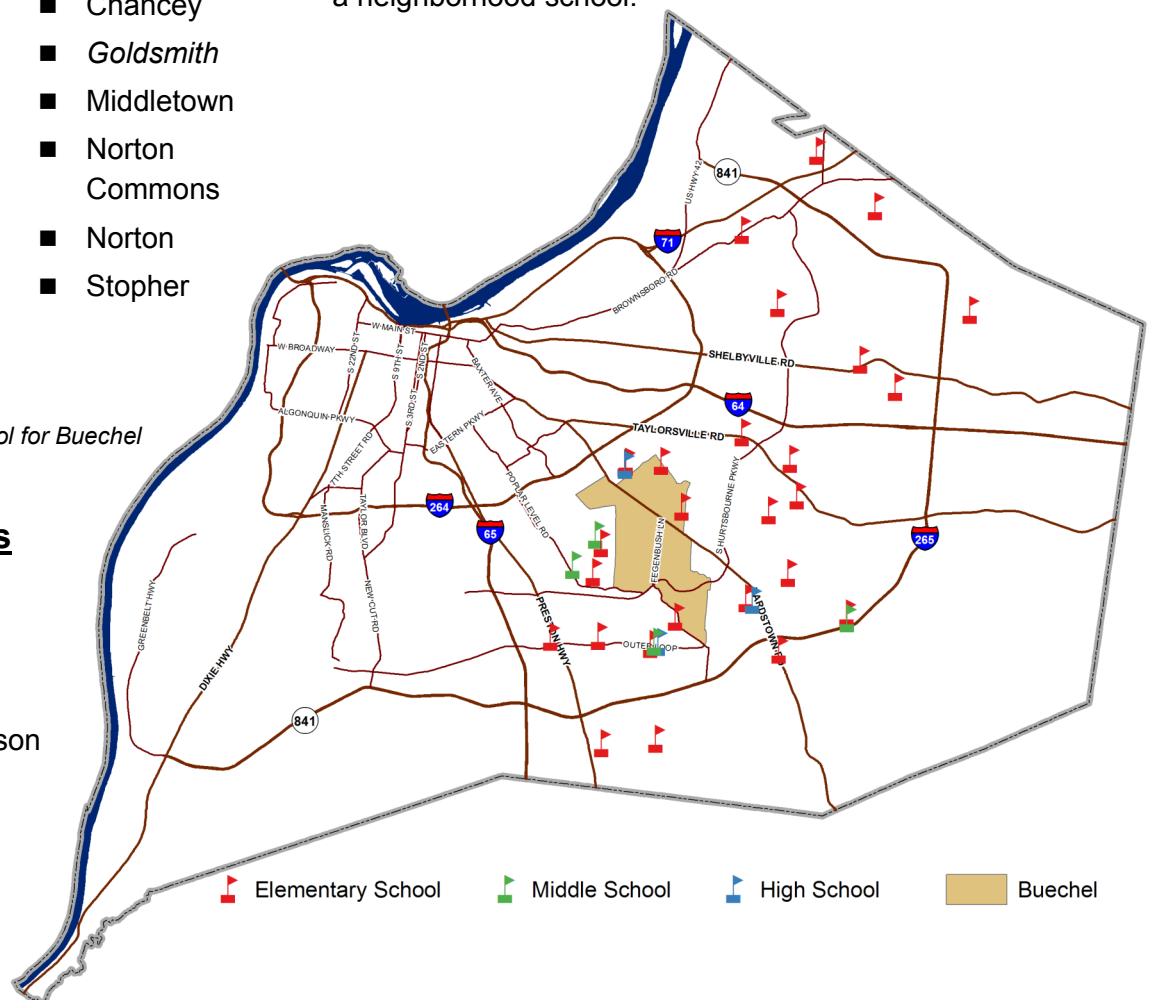 ■ Chancey
■ Goldsmith
■ Middletown
■ Norton
Commons
■ Norton
■ Stopher
ol for Buechel
s
son
a neighborhood school.
841
US HWY 42
71
BROWNSBORO RD
W MAIN ST
W BROADWAY
S 22ND ST
S 9TH ST
S 2ND ST
S 3RD ST
BAXTER AVE
SHELBYVILLE RD
64
ALGONQUIN PKWY
EASTERN PKWY
TAYLORSVILLE RD
7TH STREET RD
POPLAR LEVEL RD
S HURTSBOURNE PKWY
264
65
265
MANSLICK RD
TAYLOR BLVD
FEGENBUSH LN
GREENBELT HWY
NEW CUT RD
PRESTON HWY
ARDSTOWN R
OUTER LOOP
DIXIE HWY
841
Elementary School
Middle School
High School
Buechel